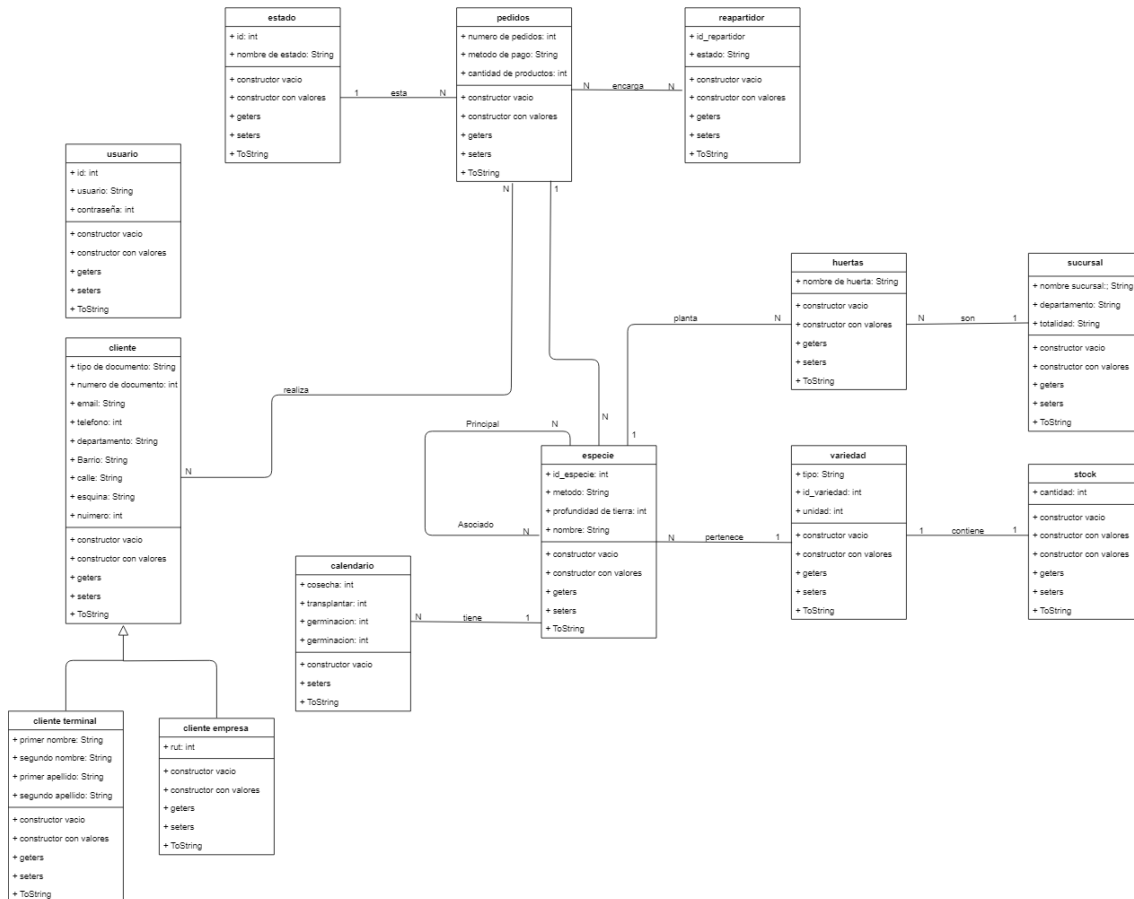 estado
+ id: int
+ nombre de estado: String
+ constructor vacio
+ constructor con valores
+ geters
+ seters
+ ToString
1
esta
N
pedidos
+ numero de pedidos: int
+ metodo de pago: String
+ cantidad de productos: int
+ constructor vacio
+ constructor con valores
+ geters
+ seters
+ ToString
N
encarga
N
reapartidor
+ id_repartidor
+ estado: String
+ constructor vacio
+ constructor con valores
+ geters
+ seters
+ ToString
usuario
+ id: int
+ usuario: String
+ contraseña: int
+ constructor vacio
+ constructor con valores
+ geters
+ seters
+ ToString
N
1
huertas
+ nombre de huerta: String
+ constructor vacio
+ constructor con valores
+ geters
+ seters
+ ToString
N
son
1
sucursal
+ nombre sucursal:; String
+ departamento: String
+ totalidad: String
+ constructor vacio
+ constructor con valores
+ geters
+ seters
+ ToString
planta
N
1
cliente
+ tipo de documento: String
+ numero de documento: int
+ email: String
+ telefono: int
+ departamento: String
+ Barrio: String
+ calle: String
+ esquina: String
+ nuimero: int
+ constructor vacio
+ constructor con valores
+ geters
+ seters
+ ToString
realiza
N
Principal
N
N
Asociado
N
especie
+ id_especie: int
+ metodo: String
+ profundidad de tierra: int
+ nombre: String
+ constructor vacio
+ constructor con valores
+ geters
+ seters
+ ToString
N
pertenece
1
variedad
+ tipo: String
+ id_variedad: int
+ unidad: int
+ constructor vacio
+ constructor con valores
+ geters
+ seters
+ ToString
1
contiene
1
stock
+ cantidad: int
+ constructor vacio
+ constructor con valores
+ constructor con valores
+ geters
+ seters
+ ToString
calendario
+ cosecha: int
+ transplantar: int
+ germinacion: int
+ germinacion: int
+ constructor vacio
+ seters
+ ToString
N
tiene
1
cliente terminal
+ primer nombre: String
+ segundo nombre: String
+ primer apellido: String
+ segundo apellido: String
+ constructor vacio
+ constructor con valores
+ geters
+ seters
+ ToString
cliente empresa
+ rut: int
+ constructor vacio
+ constructor con valores
+ geters
+ seters
+ ToString